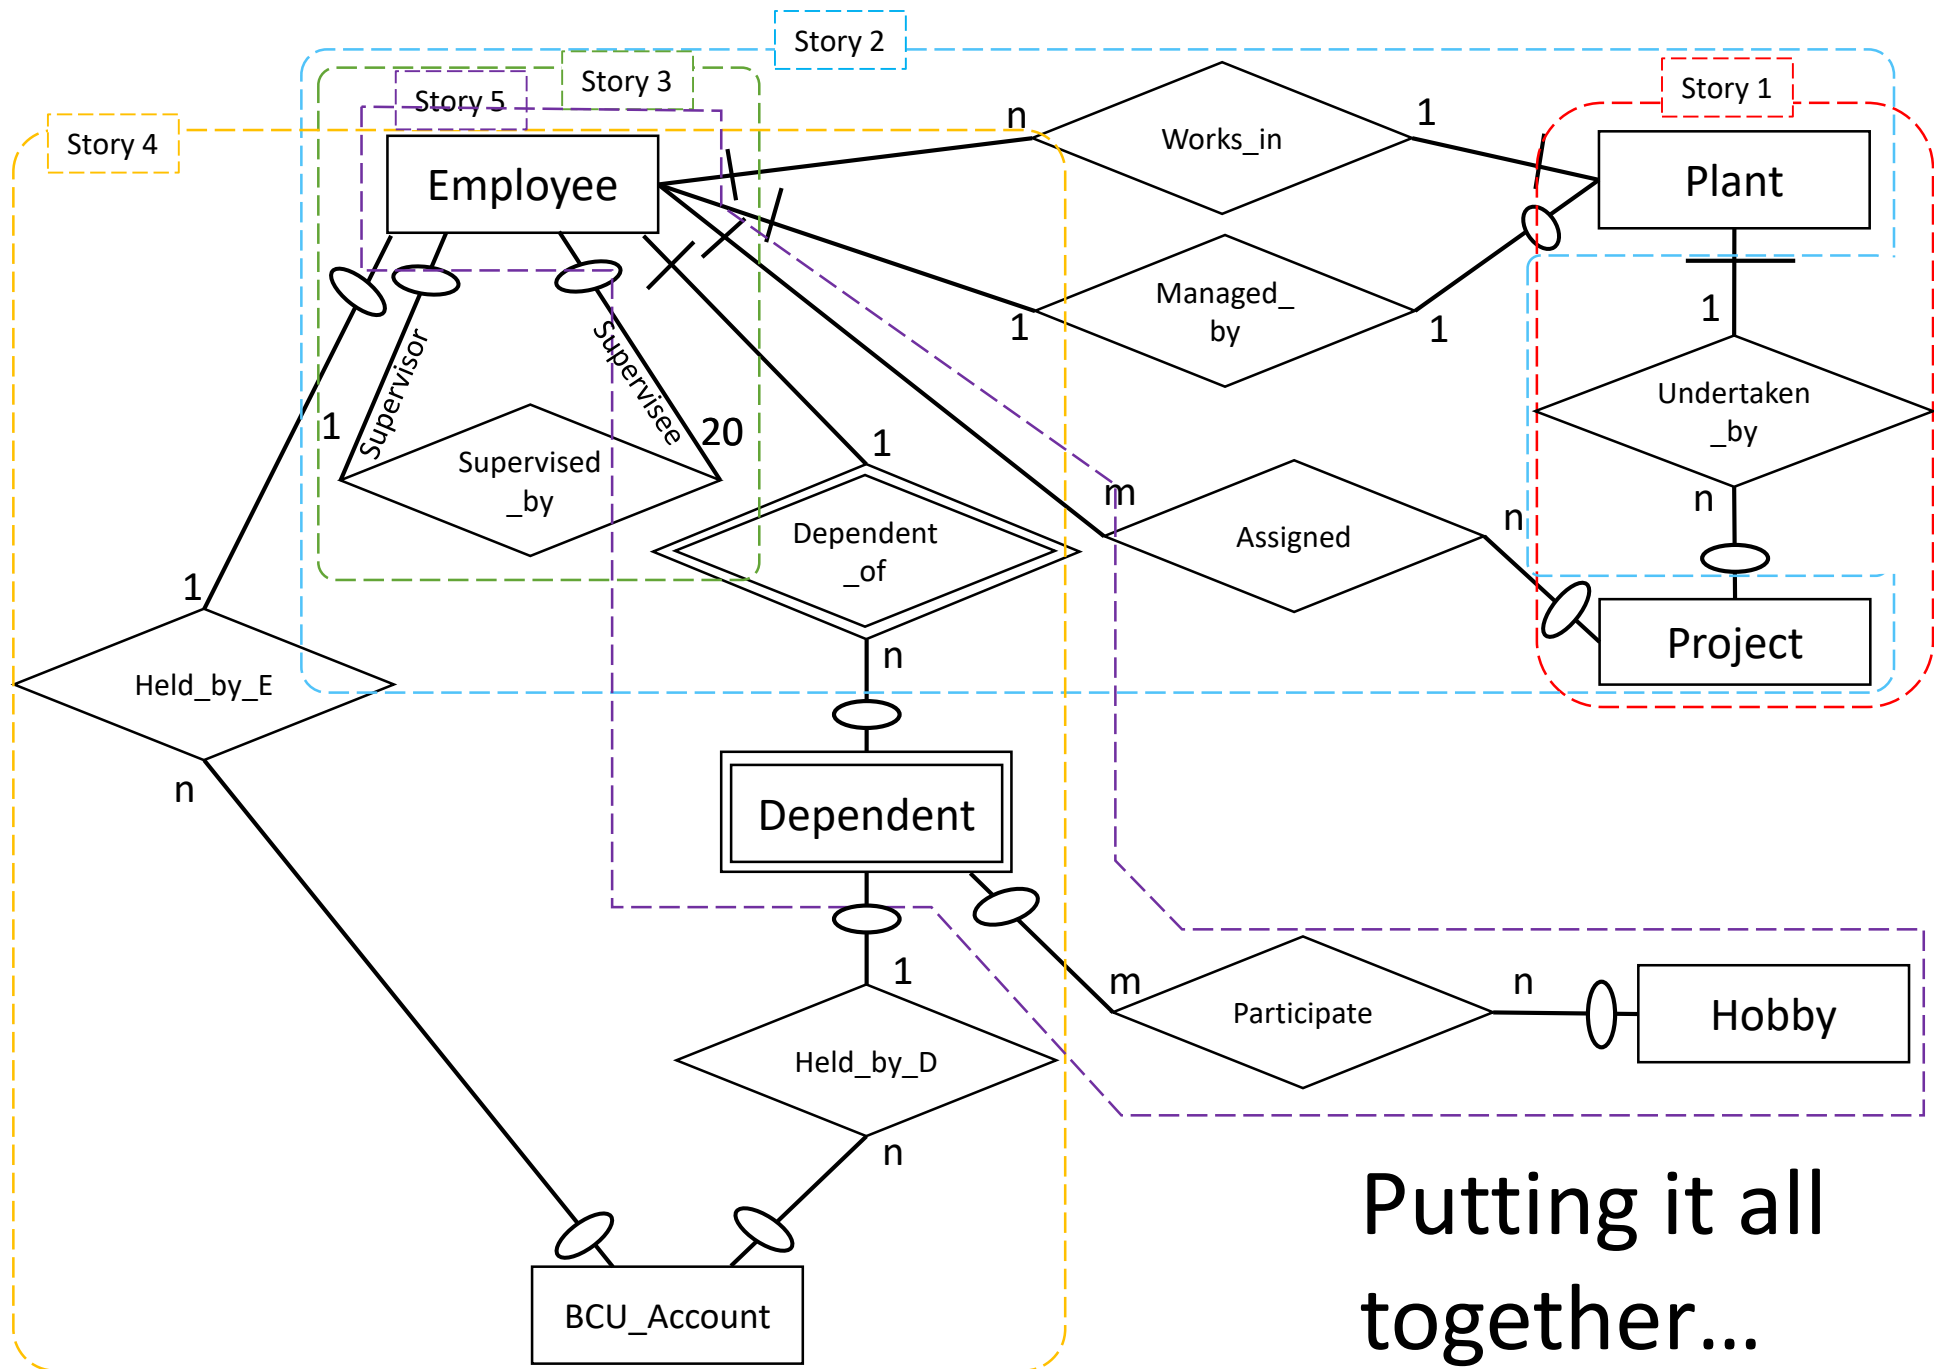 Story 2
Story 3
Story 5
Story 1
Story 4
n
Works_in
1
Employee
Plant
Managed_
by
1
1
1
Supervisor
Supervisee
1
20
Supervised
_by
1
Undertaken
_by
m
n
n
Assigned
Dependent
_of
1
Project
n
Held_by_E
n
Dependent
1
m
n
Participate
Hobby
Held_by_D
n
BCU_Account
Putting it all
together...